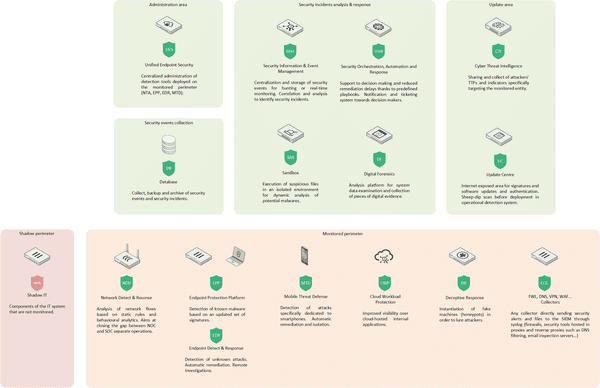 Administration area
Security incidents analysis & response
Update area
UES
SIEM
SOAR
CTI
Unified Endpoint Security
Centralized administration of
detection tools deployed on
the monitored perimeter
(NTA, EPP, EDR, MTD).
Security Information & Event
Management
Centralization and storage of security
events for hunting or real-time
monitoring. Correlation and analysis
to identify security incidents.
Security Orchestration, Automation and
Response
Support to decision making and reduced
remediation delays thanks to predefined
playbooks. Notification and ticketing
system towards decision makers.
Cyber Threat Intelligence
Sharing and collect of attackers'
TTPs and indicators specifically
targeting the monitored entity.
Security events collection
DB
Database
Collect, backup and archive of security
events and security incidents.
Sandbox
Execution of suspicious files
in an isolated environment
for dynamic analysis of
potential malwares.
DF
Digital Forensics
Analysis platform for system
data examination and collection
of pieces of digital evidence.
UC
Update Centre
Internet exposed area for signatures and
software updates and authentication.
Sheep-dip scan before deployment in
operational detection system.
Shadow perimeter
Shadow IT
Components of the IT system
that are not monitored.
Monitored perimeter
NDR
Network Detect & Reponse
Analysis of network flows
based on static rules and
behavioural analytics. Aims at
closing the gap between NOC
and SOC separate operations.
EPP
Endpoint Protection Platform
Detection of known malware
based on an updated set of
signatures.
EDR
Endpoint Detect & Response
Detection of unknown attacks.
Automatic remediation. Remote
Investigations.
MTD
Mobile Threat Defense
Detection of attacks
specifically dedicated to
smartphones. Automatic
remediation and isolation.
CWP
Cloud Workload
Protection
Improved visibility over
cloud-hosted internal
applications.
DR
Deceptive Response
Instantiation of fake
machines (honeypots) in
order to lure attackers.
COL
FWs, DNS, VPN, WAF...
Collectors
Any collector directly sending security
alerts and files to the SIEM through
syslog (firewalls, security tools hosted
in proxies and reverse proxies such as DNS
filtering, email inspection servers...)